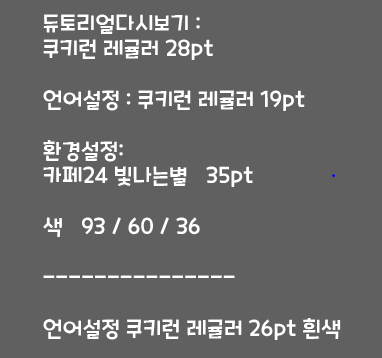 듀토리얼다시보기 :
쿠키런 레귤러 28pt
언어설정 : 쿠키런 레귤러 19pt
환경설정:
카페24 빛나는별 35pt
색 93 / 60 / 36
---------------
언어설정 쿠키런 레귤러 26pt 흰색